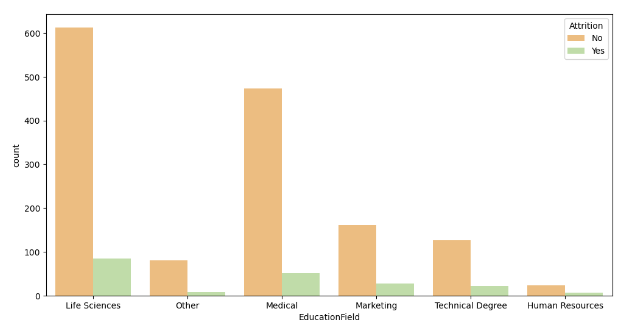 Attrition
No
Yes
600
500
400
300
200
100
0
count
Life Sciences Other Medical Marketing Technical Degree Human Resources
EducationField